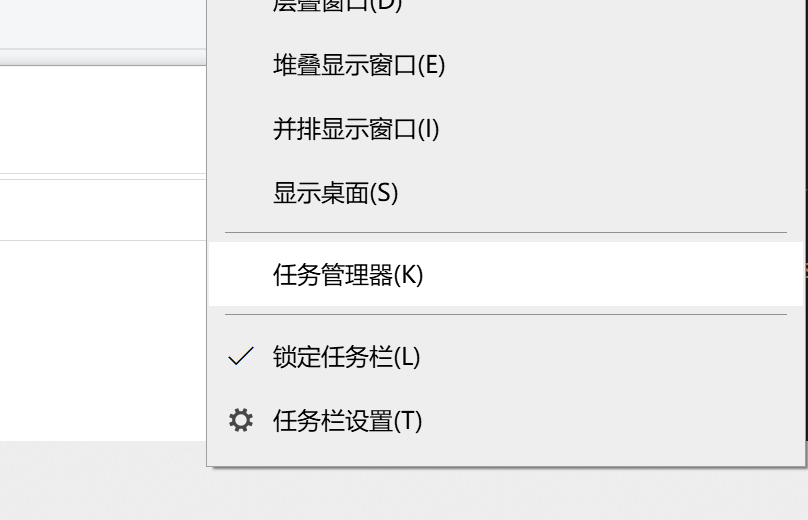 层叠窗口(D)
堆叠显示窗口(E)
并排显示窗口(I)
显示桌面(S)
任务管理器(K)
锁定任务栏(L)
任务栏设置(T)